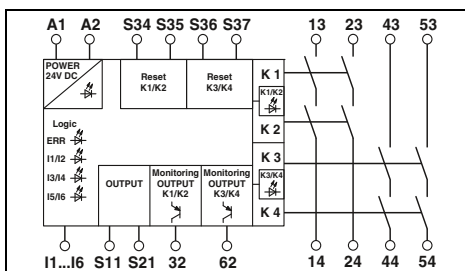 A1 A2 S34 S35 S36 S37 13 23 43 53
POWER
24V DC
Reset
K1/K2
Reset
K3/K4
K 1
K1/K2
K 2
Logic
ERR
I1/I2
I3/I4
I5/I6
K 3
K3/K4
K 4
OUTPUT
Monitoring
OUTPUT
K1/K2
Monitoring
OUTPUT
K3/K4
I1...I6 S11 S21 32 62 14 24 44 54